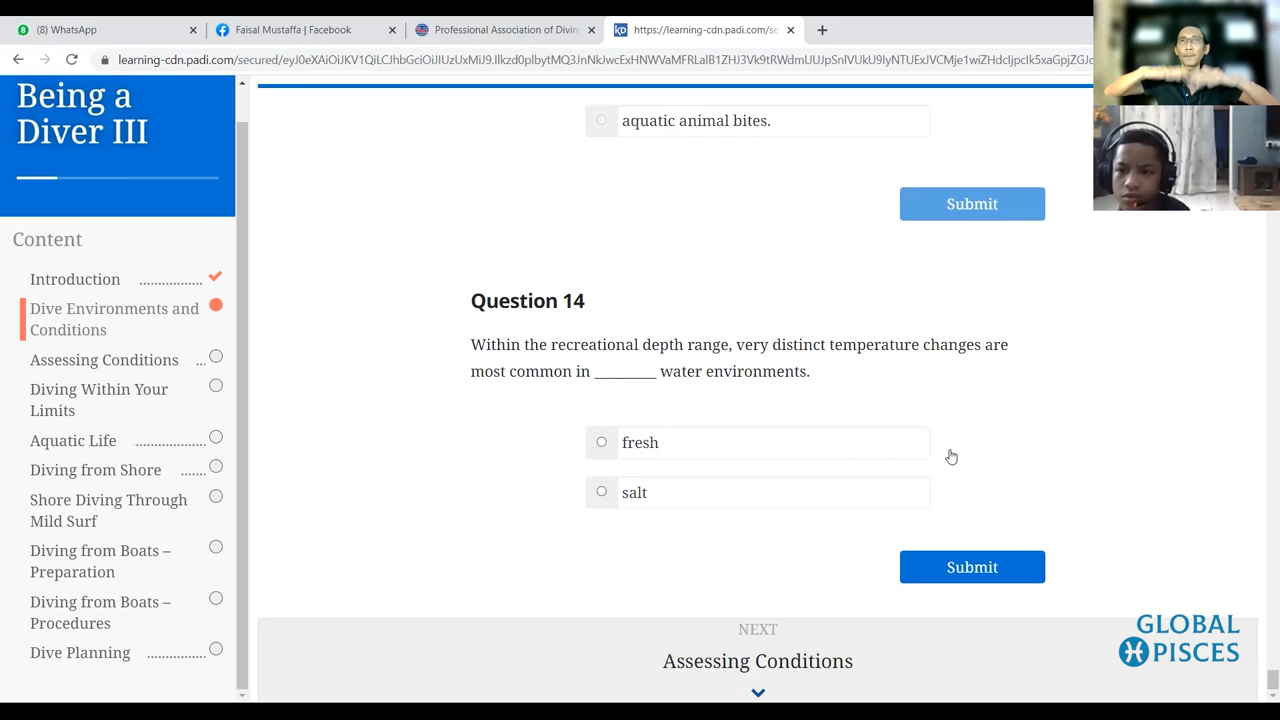 (8) WhatsApp
Faisal Mustaffa | Facebook
Professional Association of Divin
https://learning-cdn.padi.com/se
Being a
Diver III
Content
Introduction
Dive Environments and
Conditions
Assessing Conditions
Diving Within Your
Limits
Aquatic Life
Diving from Shore
Shore Diving Through
Mild Surf
Diving from Boats –
Preparation
Diving from Boats –
Procedures
Dive Planning
aquatic animal bites.
Submit
Question 14
Within the recreational depth range, very distinct temperature changes are
most common in _________ water environments.
fresh
salt
Submit
NEXT
Assessing Conditions
GLOBAL
PISCES